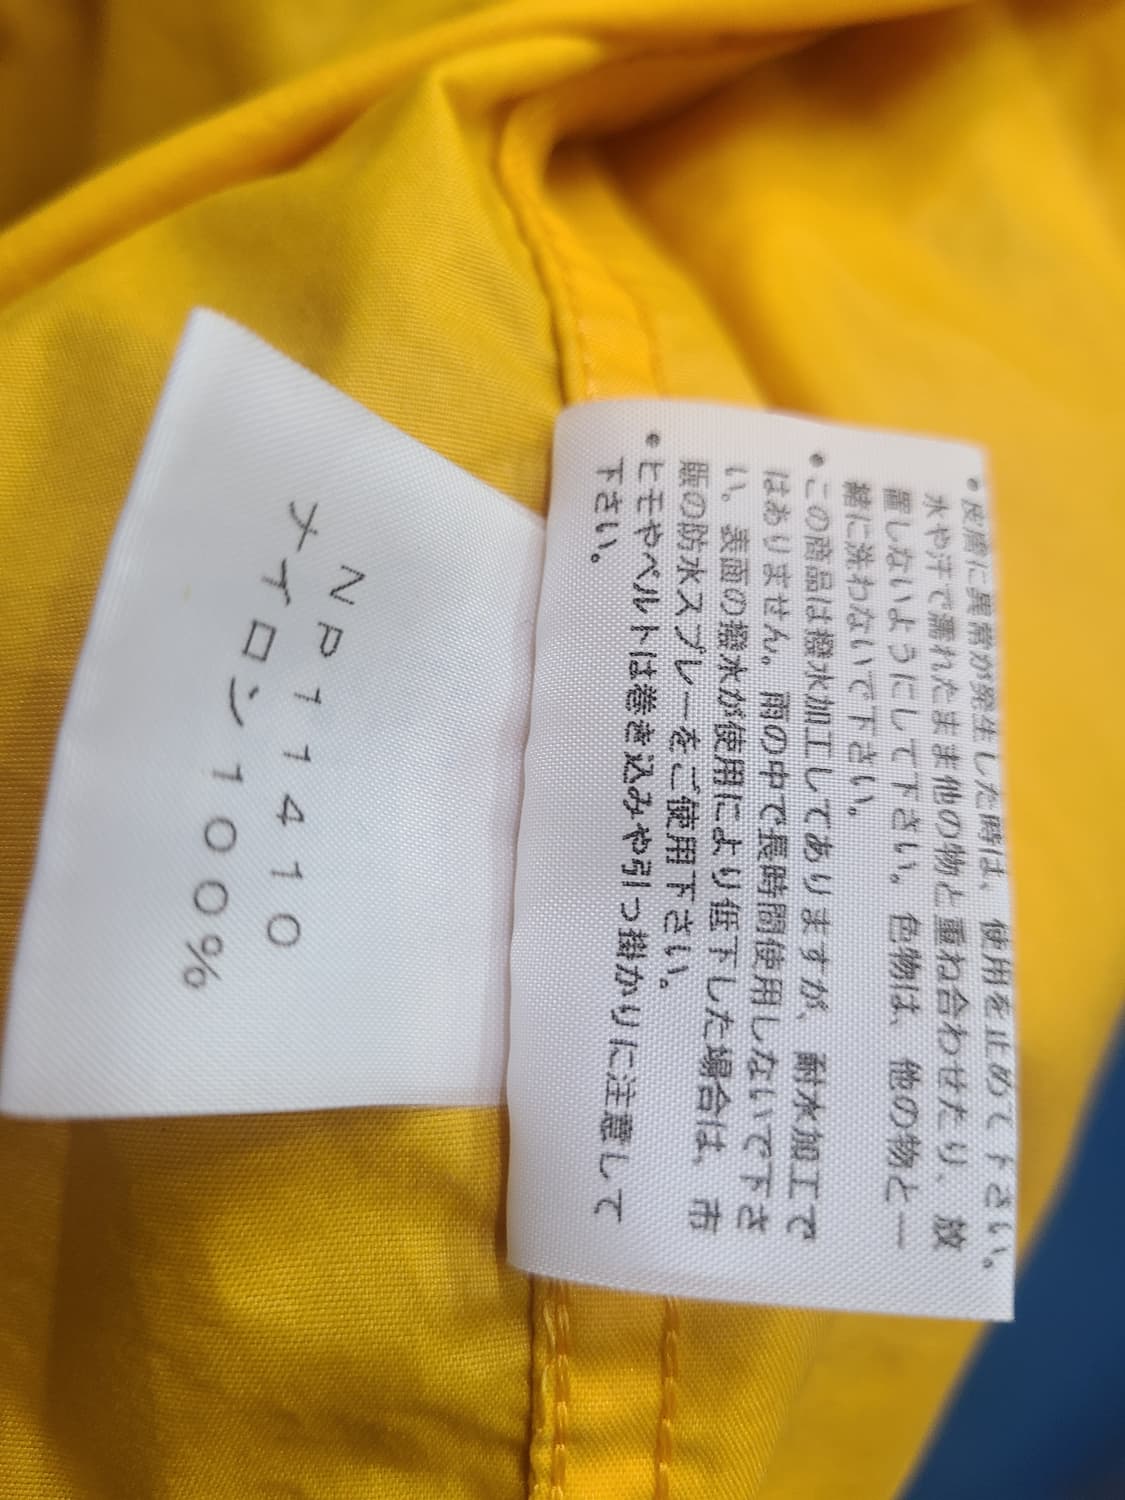 NP11410
ナイロン100%
・皮膚に異常が発生した時は、使用を止めて下さい。
水や汗で濡れたまま他の物と重ね合わせたり、放
置しないようにして下さい。色物は、他の物と一
緒に洗わないで下さい。
・この商品は撥水加工してありますが、耐水加工で
はありません。雨の中で長時間使用しないで下さ
い。表面の撥水が使用により低下した場合は、市
販の防水スプレーをご使用下さい。
・ヒモやベルトは巻き込みや引っ掛かりに注意して
下さい。